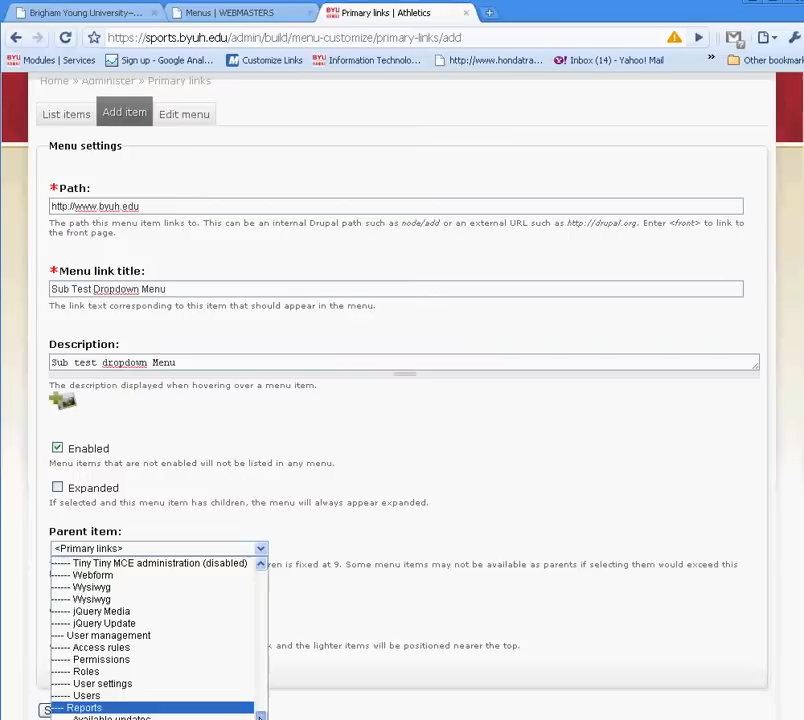 Brigham Young University–...
Menus | WEBMASTERS
Primary links | Athletics
https://sports.byuh.edu/admin/build/menu-customize/primary-links/add
BYU Modules | Services
Sign up - Google Anal...
Customize Links
BYU Information Technolo...
http://www.hondatra...
Inbox (14) - Yahoo! Mail
»
Other bookmark
Home » Administer » Primary links
List items
Add item
Edit menu
Menu settings
*Path:
http://www.byuh.edu
The path this menu item links to. This can be an internal Drupal path such as node/add or an external URL such as http://drupal.org. Enter <front> to link to
the front page.
*Menu link title:
Sub Test Dropdown Menu
The link text corresponding to this item that should appear in the menu.
Description:
Sub test dropdown Menu
The description displayed when hovering over a menu item.
Enabled
Menu items that are not enabled will not be listed in any menu.
Expanded
If selected and this menu item has children, the menu will always appear expanded.
Parent item:
<Primary links>
------ Tiny Tiny MCE administration (disabled)
en is fixed at 9. Some menu items may not be available as parents if selecting them would exceed this
------ Webform
------ Wysiwyg
------ Wysiwyg
------ jQuery Media
------ jQuery Update
---- User management
------ Access rules
and the lighter items will be positioned nearer the top.
------ Permissions
------ Roles
------ User settings
------ Users
---- Reports
------ Available updates